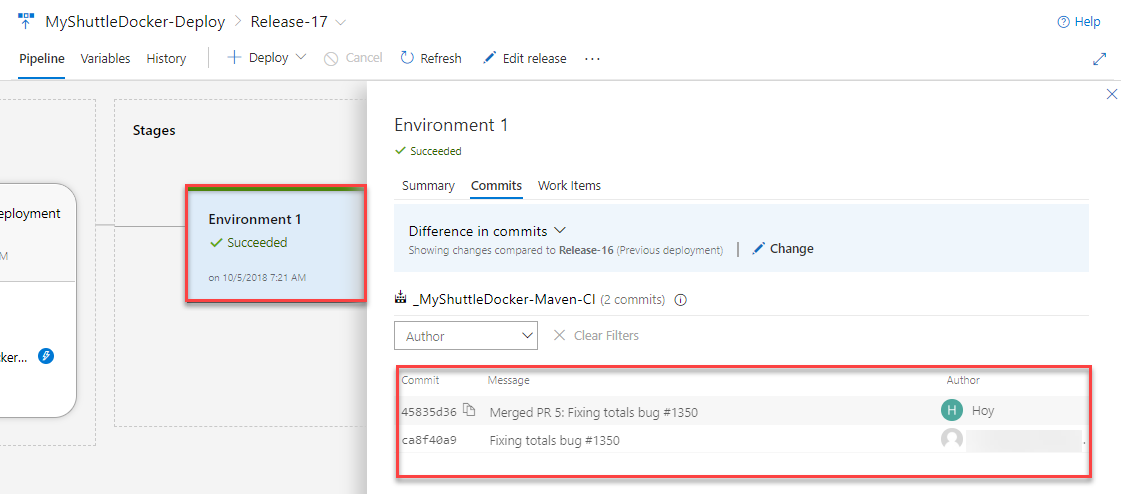 MyShuttleDocker-Deploy > Release-17
Help
Pipeline Variables History + Deploy Cancel Refresh Edit release ...
Stages
eployment
M
cker...
Environment 1
Succeeded
on 10/5/2018 7:21 AM
Environment 1
Succeeded
Summary Commits Work Items
Difference in commits
Showing changes compared to Release-16 (Previous deployment) | Change
_MyShuttleDocker-Maven-CI (2 commits)
Author
Clear Filters
Commit Message Author
45835d36 Merged PR 5: Fixing totals bug #1350 H Hoy
ca8f40a9 Fixing totals bug #1350